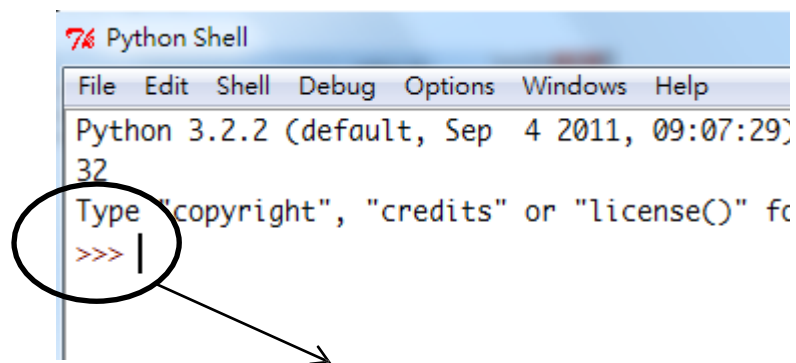 Python Shell
File Edit Shell Debug Options Windows Help
Python 3.2.2 (default, Sep  4 2011, 09:07:29)
32
Type "copyright", "credits" or "license()" fo
>>>